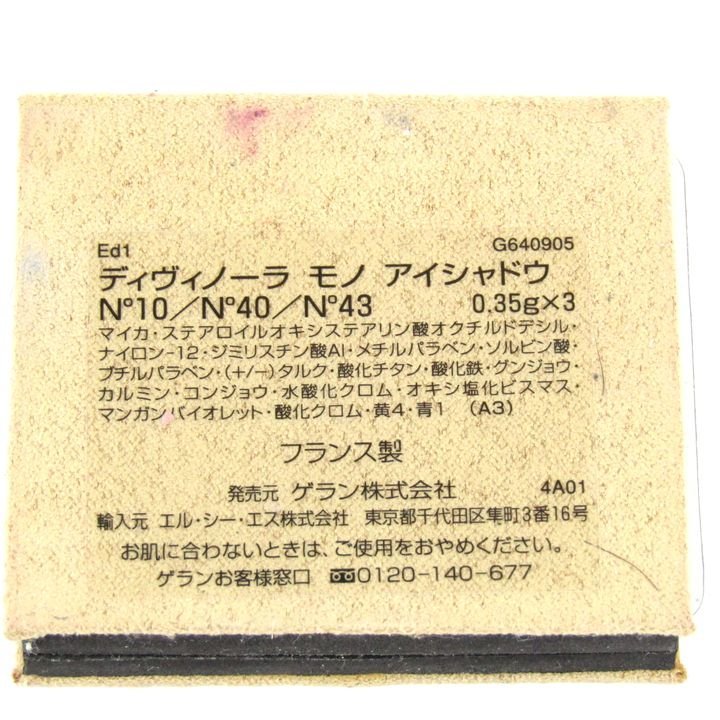 Ed1 G640905
ディヴィノーラ モノ アイシャドウ
Nº10／Nº40／Nº43 0.35g×3
マイカ・ステアロイルオキシステアリン酸オクチルドデシル・
ナイロン-12・ジミリスチン酸Al・メチルパラベン・ソルビン酸・
ブチルパラベン・(+/−)タルク・酸化チタン・酸化鉄・グンジョウ・
カルミン・コンジョウ・水酸化クロム・オキシ塩化ビスマス・
マンガンバイオレット・酸化クロム・黄4・青1 (A3)
フランス製
発売元 ゲラン株式会社 4A01
輸入元 エル・シー・エス株式会社 東京都千代田区隼町3番16号
お肌に合わないときは、ご使用をおやめください。
ゲランお客様窓口 0120-140-677